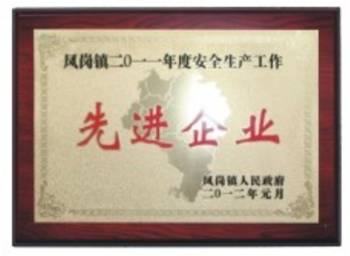 凤岗镇二〇一一年度安全生产工作
先进企业
凤岗镇人民政府
二〇一二年元月